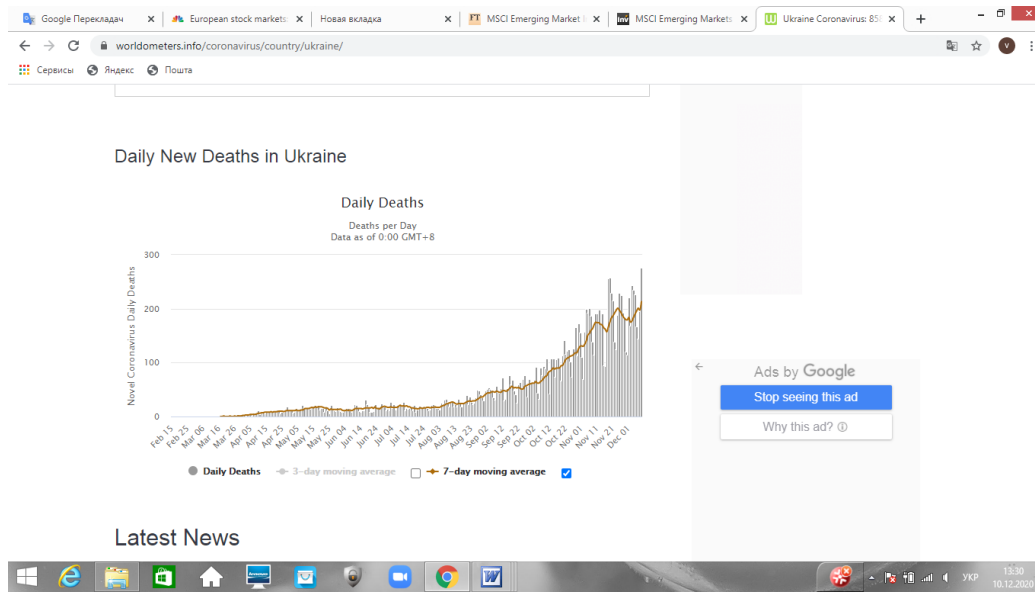 Google Перекладач
European stock markets:
Новая вкладка
MSCI Emerging Market I
MSCI Emerging Markets
Ukraine Coronavirus: 85
worldometers.info/coronavirus/country/ukraine/
V
Сервисы Яндекс Пошта
Daily New Deaths in Ukraine
Daily Deaths
Deaths per Day
Data as of 0:00 GMT+8
Novel Coronavirus Daily Deaths
300
200
100
0
Feb 15 Feb 25 Mar 06 Mar 16 Mar 26 Apr 05 Apr 15 Apr 25 May 05 May 15 May 25 Jun 04 Jun 14 Jun 24 Jul 04 Jul 14 Jul 24 Aug 03 Aug 13 Aug 23 Sep 02 Sep 12 Sep 22 Oct 02 Oct 12 Oct 22 Nov 01 Nov 11 Nov 21 Dec 01
Daily Deaths 3-day moving average 7-day moving average
Ads by Google
Stop seeing this ad
Why this ad?
Latest News
УКР
13:30
10.12.2020